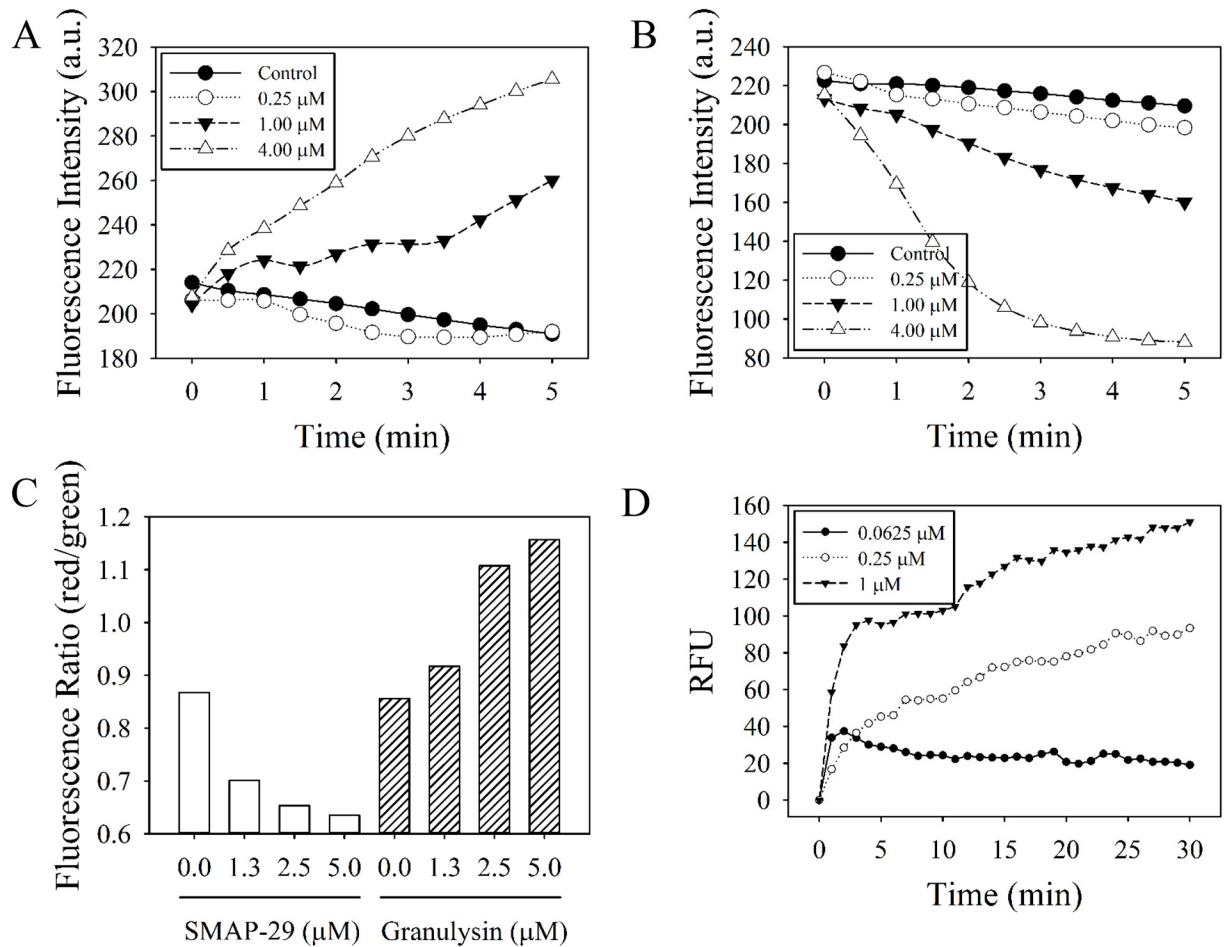 A
Fluorescence Intensity (a.u.)
320
300
280
260
240
220
200
180
Control
0.25 μM
1.00 μM
4.00 μM
0 1 2 3 4 5
Time (min)
B
Fluorescence Intensity (a.u.)
240
220
200
180
160
140
120
100
80
Control
0.25 μM
1.00 μM
4.00 μM
0 1 2 3 4 5
Time (min)
C
Fluorescence Ratio (red/green)
1.2
1.1
1.0
0.9
0.8
0.7
0.6
0.0 1.3 2.5 5.0 0.0 1.3 2.5 5.0
SMAP-29 (μM) Granulysin (μM)
D
RFU
160
140
120
100
80
60
40
20
0
0.0625 μM
0.25 μM
1 μM
0 5 10 15 20 25 30
Time (min)